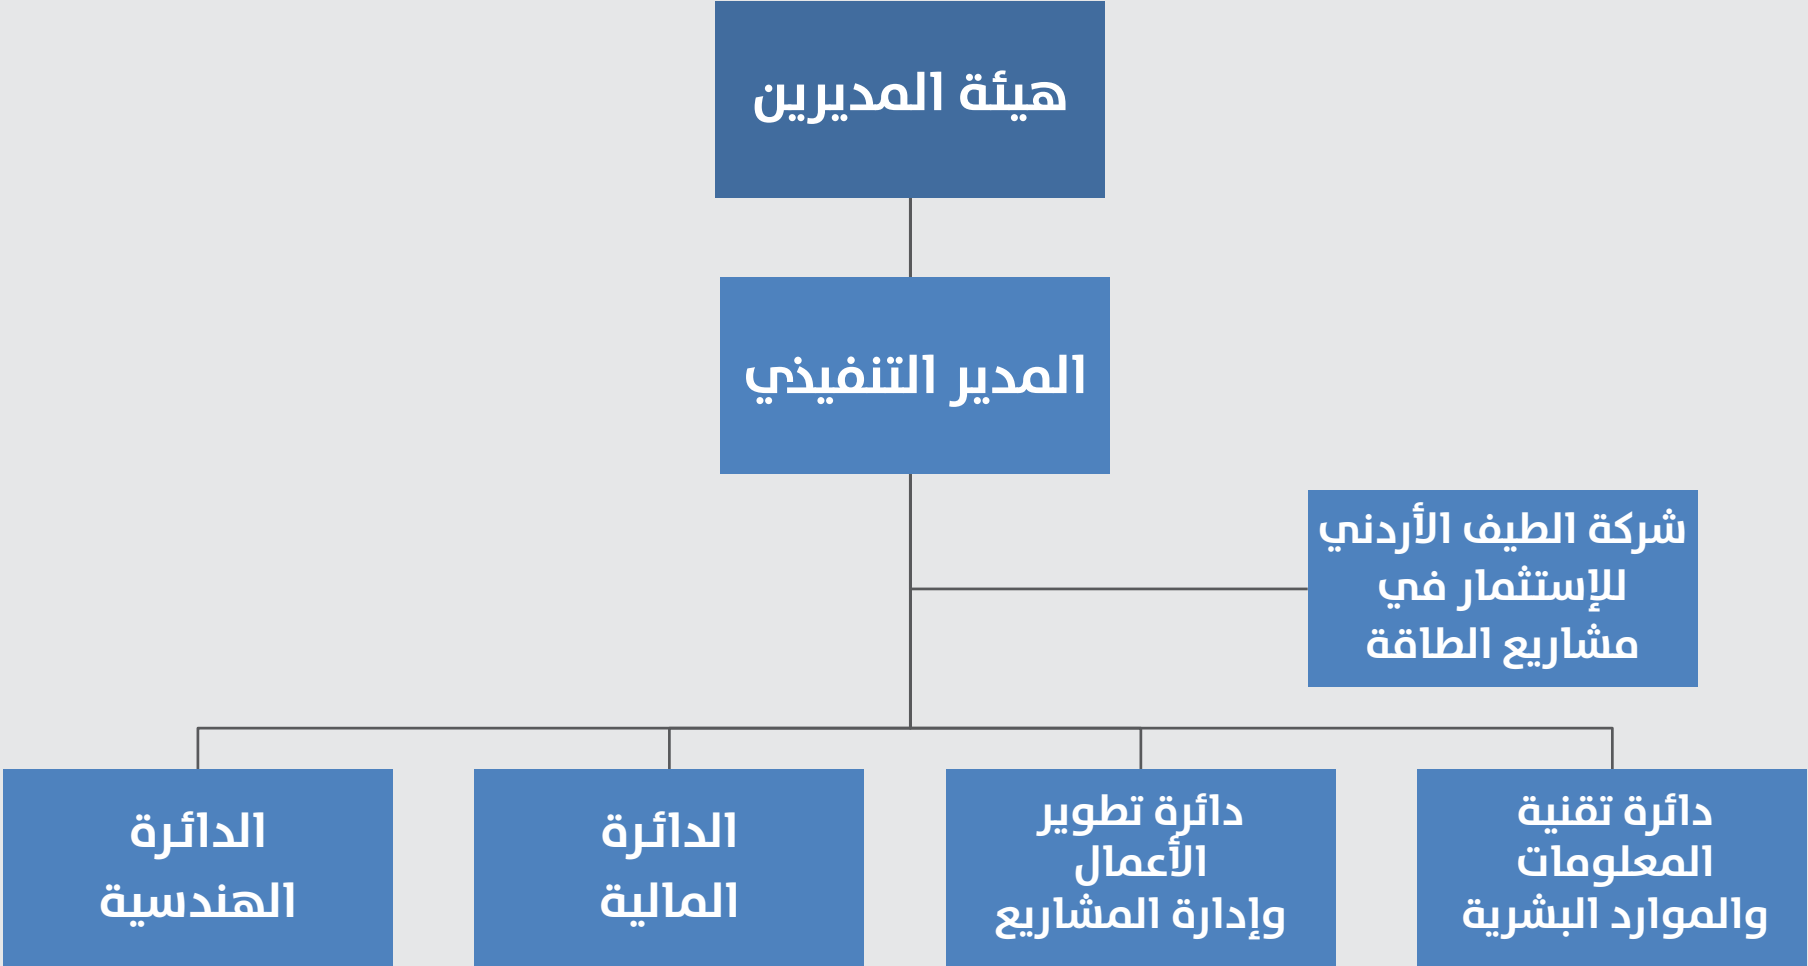 هيئة المديرين
المدير التنفيذي
شركة الطيف الأردني
للإستثمار في
مشاريع الطاقة
دائرة تقنية
المعلومات
والموارد البشرية
دائرة تطوير
الأعمال
وإدارة المشاريع
الدائرة
المالية
الدائرة
الهندسية